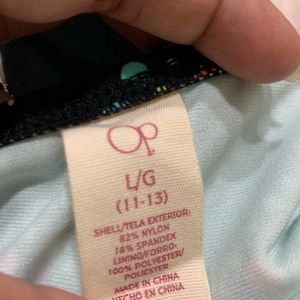 Op
L/G
(11-13)
SHELL/TELA EXTERIOR:
82% NYLON
18% SPANDEX
LINING/FORRO:
100% POLYESTER/
POLIÉSTER
MADE IN CHINA
HECHO EN CHINA